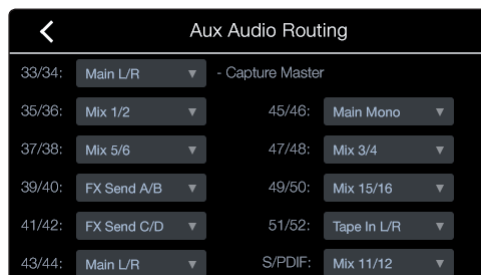 Aux Audio Routing
33/34: Main L/R - Capture Master
35/36: Mix 1/2 45/46: Main Mono
37/38: Mix 5/6 47/48: Mix 3/4
39/40: FX Send A/B 49/50: Mix 15/16
41/42: FX Send C/D 51/52: Tape In L/R
43/44: Main L/R S/PDIF: Mix 11/12